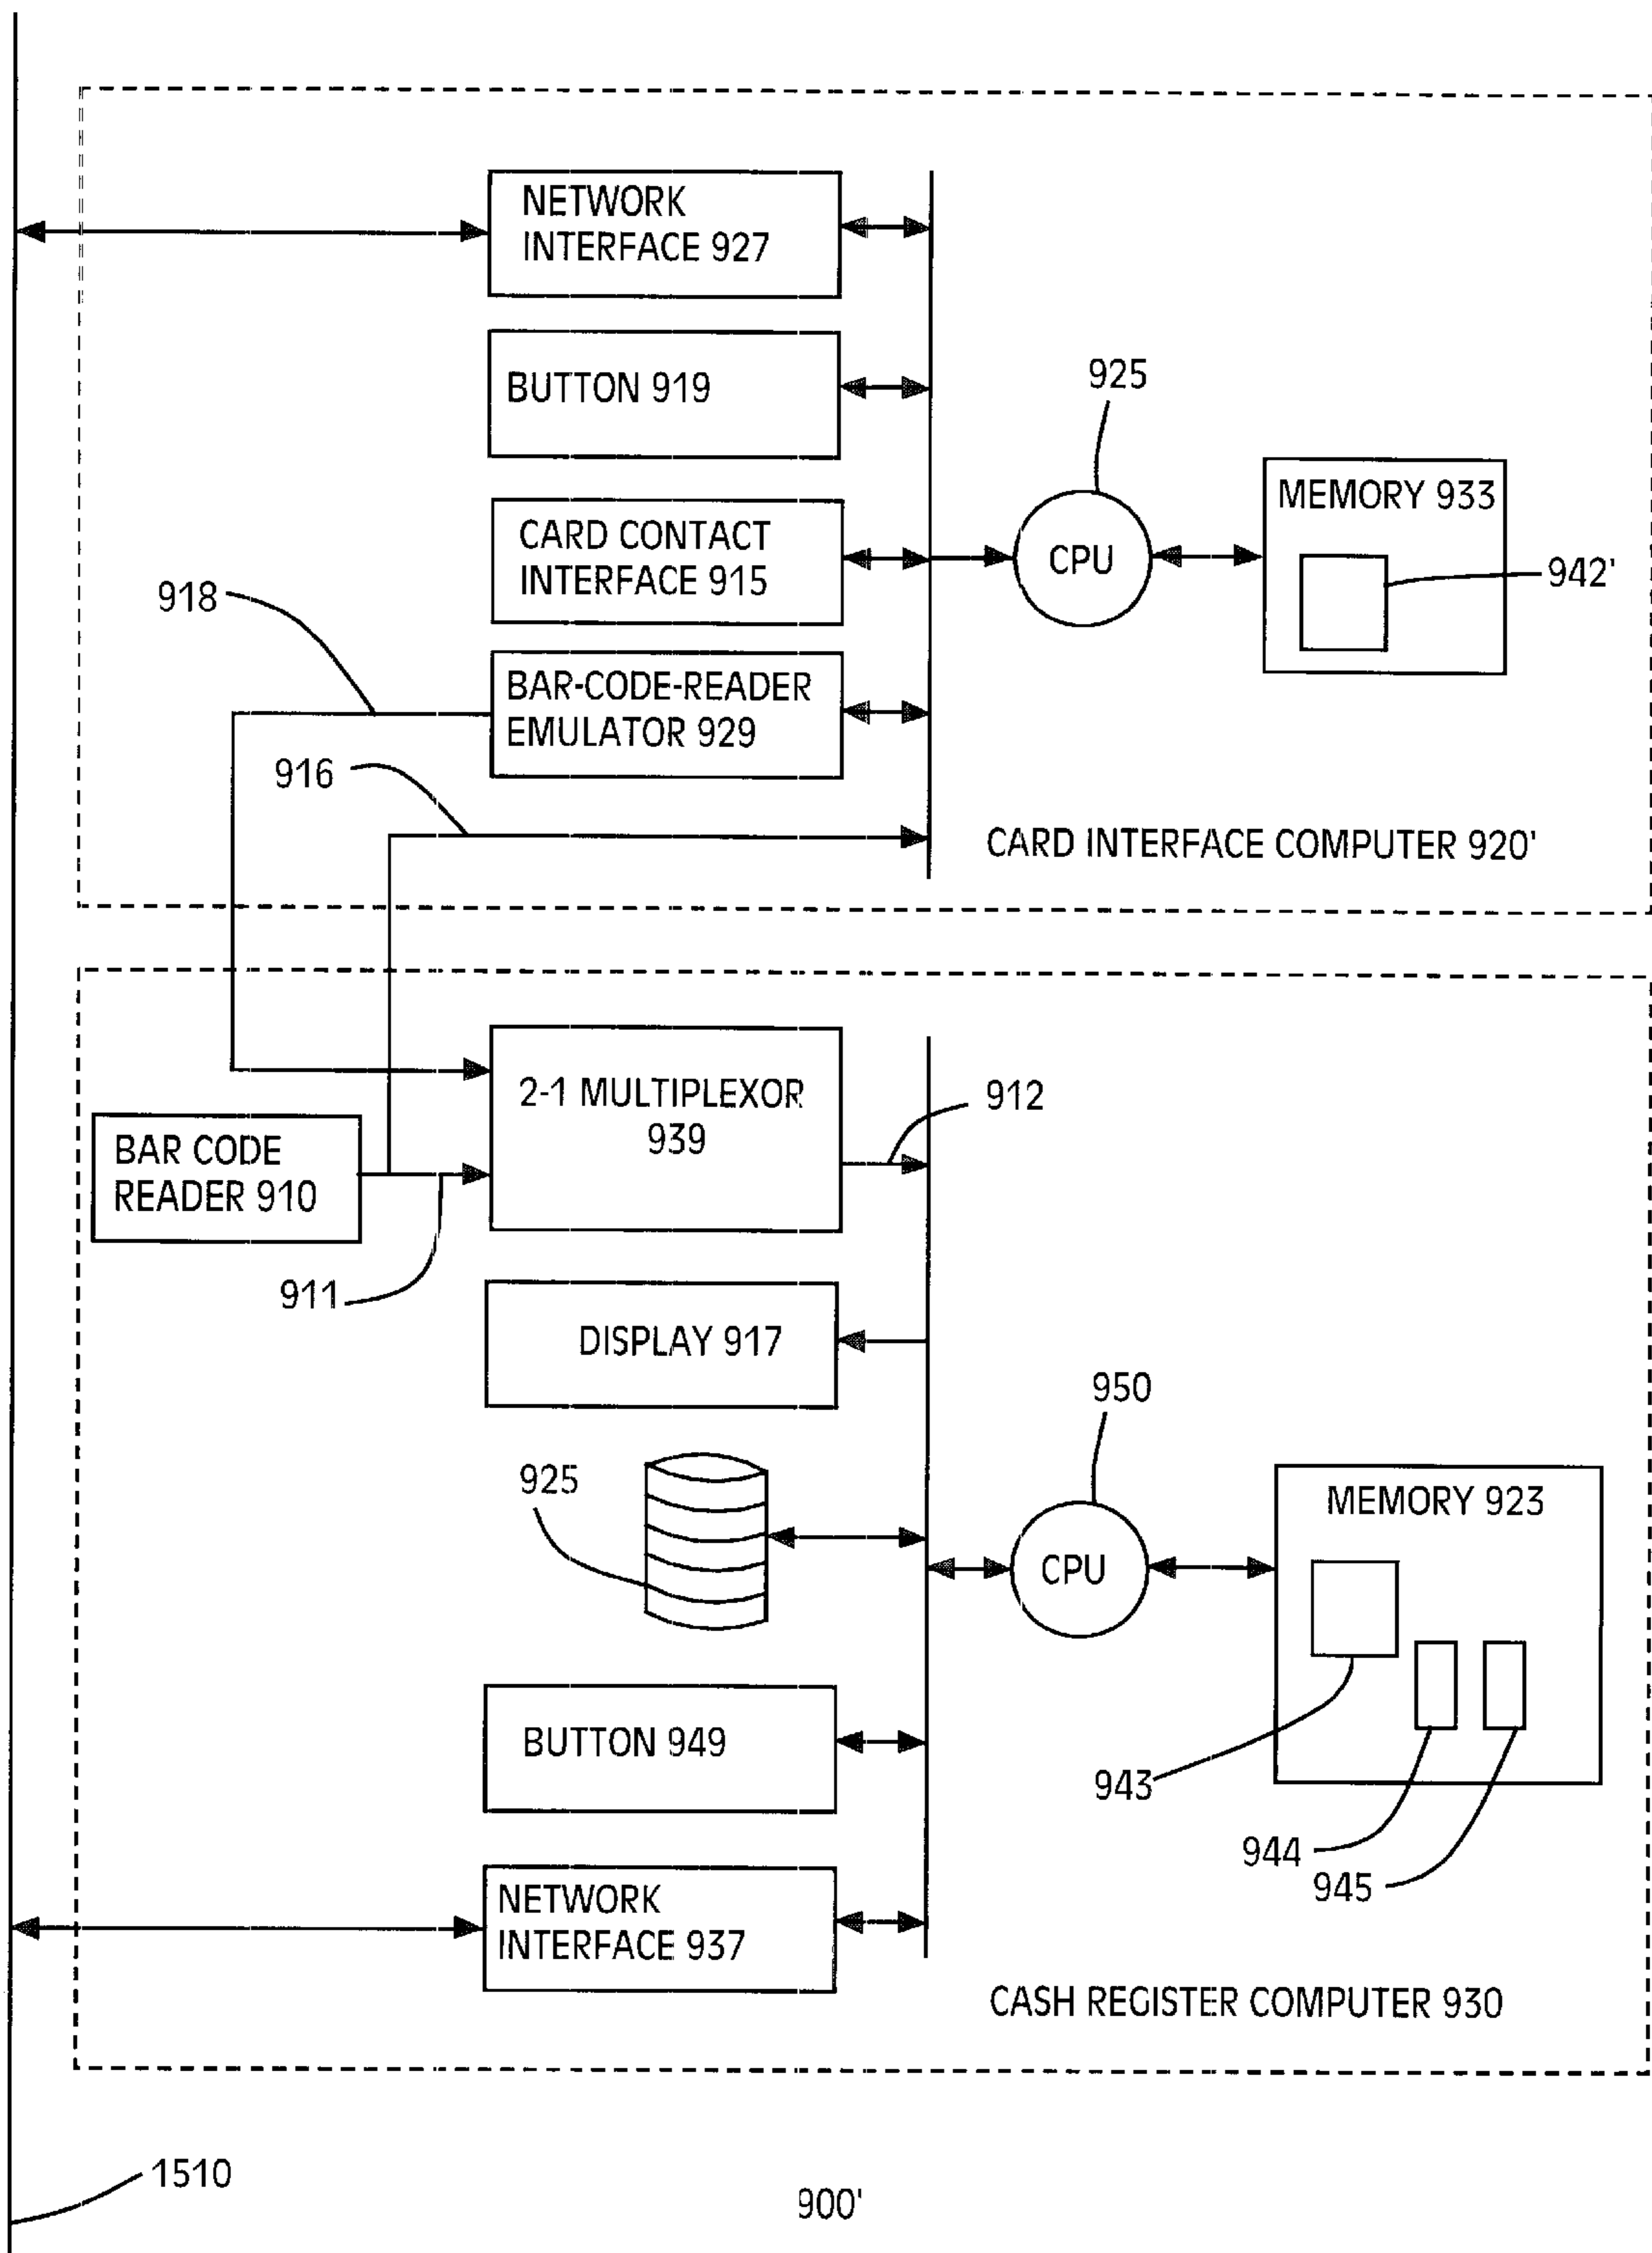 NETWORK
INTERFACE 927
BUTTON 919
925
MEMORY 933
CARD CONTACT
INTERFACE 915
CPU
942'
918
BAR-CODE-READER
EMULATOR 929
916
CARD INTERFACE COMPUTER 920'
2-1 MULTIPLEXOR
939
912
BAR CODE
READER 910
911
DISPLAY 917
950
925
MEMORY 923
CPU
BUTTON 949
943
944
945
NETWORK
INTERFACE 937
CASH REGISTER COMPUTER 930
1510
900'